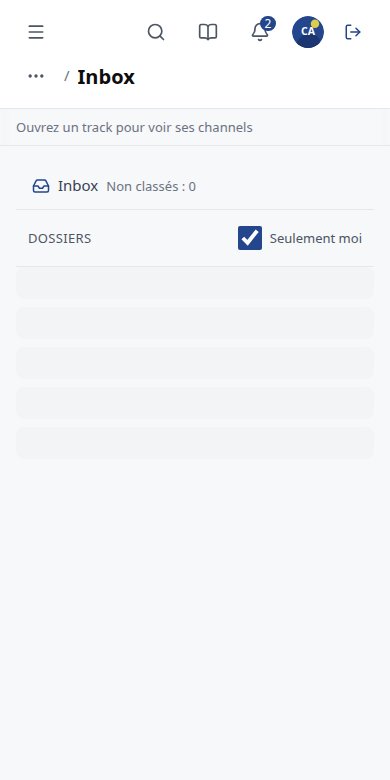 2
CA
/ Inbox
Ouvrez un track pour voir ses channels
Inbox Non classés : 0
DOSSIERS Seulement moi